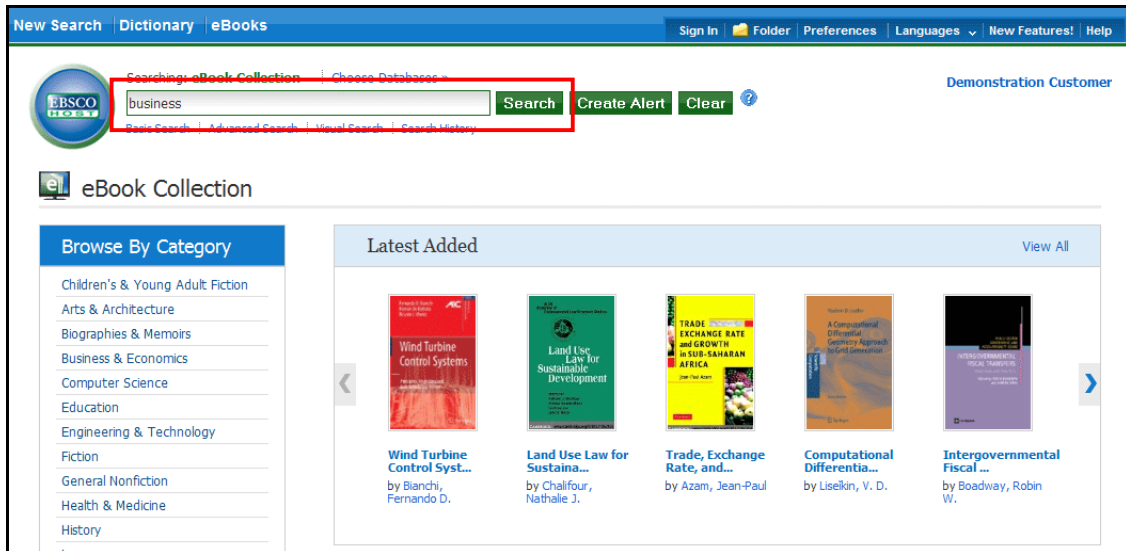 New Search Dictionary eBooks
Sign In Folder Preferences Languages New Features! Help
Searching: eBook Collection Choose Databases »
Demonstration Customer
EBSCO
HOST
business Search Create Alert Clear ?
Basic Search Advanced Search Visual Search Search History
eBook Collection
Browse By Category
Children's & Young Adult Fiction
Arts & Architecture
Biographies & Memoirs
Business & Economics
Computer Science
Education
Engineering & Technology
Fiction
General Nonfiction
Health & Medicine
History
Latest Added View All
Wind Turbine
Control Systems
Springer
Land Use
Law for
Sustainable
Development
TRADE
EXCHANGE RATE
and GROWTH
in SUB-SAHARAN
AFRICA
Jean-Paul Azam
A Computational
Differential
Geometry Approach
to Grid Generation
Springer
INTERGOVERNMENTAL
FISCAL TRANSFERS
Wind Turbine
Control Syst...
by Bianchi,
Fernando D.
Land Use Law for
Sustaina...
by Chalifour,
Nathalie J.
Trade, Exchange
Rate, and...
by Azam, Jean-Paul
Computational
Differentia...
by Liseĭkin, V. D.
Intergovernmental
Fiscal ...
by Boadway, Robin
W.